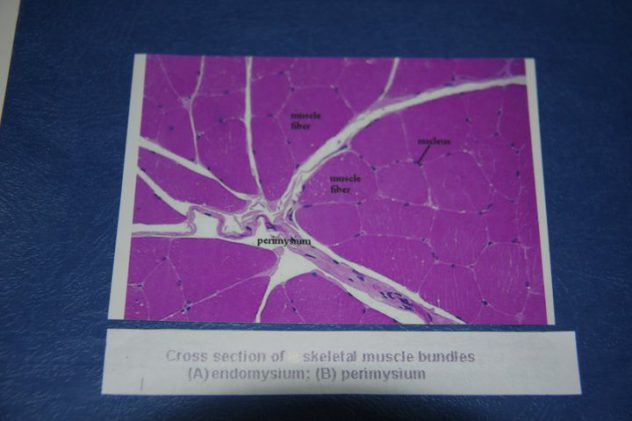 muscle
fiber
nucleus
muscle
fiber
perimysium
Cross section of skeletal muscle bundles
(A) endomysium; (B) perimysium